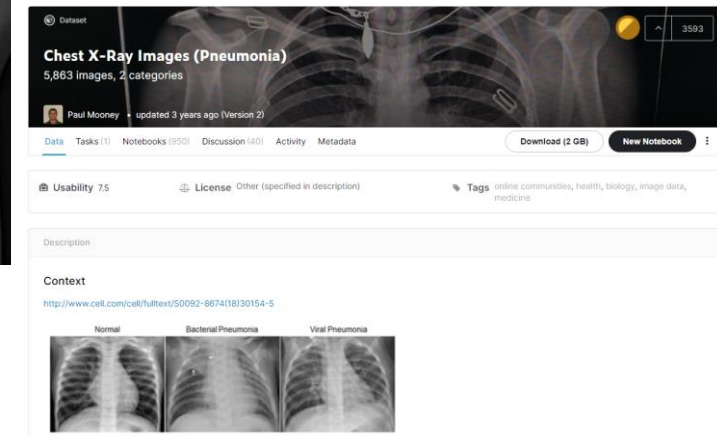 Dataset
3593
Chest X-Ray Images (Pneumonia)
5,863 images, 2 categories
Paul Mooney • updated 3 years ago (Version 2)
Data Tasks (1) Notebooks (950) Discussion (40) Activity Metadata Download (2 GB) New Notebook
Usability 7.5 License Other (specified in description) Tags online communities, health, biology, image data,
medicine
Description
Context
http://www.cell.com/cell/fulltext/S0092-8674(18)30154-5
Normal Bacterial Pneumonia Viral Pneumonia